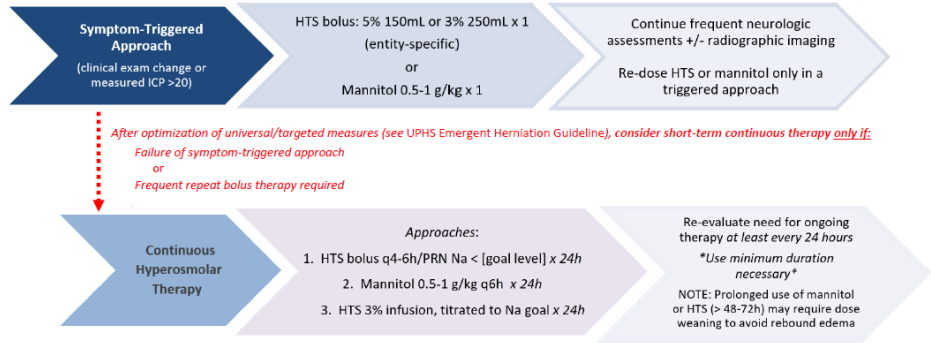 Symptom-Triggered
Approach
(clinical exam change or
measured ICP >20)
HTS bolus: 5% 150mL or 3% 250mL x 1
(entity-specific)
or
Mannitol 0.5-1 g/kg x 1
Continue frequent neurologic
assessments +/- radiographic imaging
Re-dose HTS or mannitol only in a
triggered approach
After optimization of universal/targeted measures (see UPHS Emergent Herniation Guideline), consider short-term continuous therapy only if:
Failure of symptom-triggered approach
or
Frequent repeat bolus therapy required
Continuous
Hyperosmolar
Therapy
Approaches:
1. HTS bolus q4-6h/PRN Na < [goal level] x 24h
2. Mannitol 0.5-1 g/kg q6h x 24h
3. HTS 3% infusion, titrated to Na goal x 24h
Re-evaluate need for ongoing
therapy at least every 24 hours
*Use minimum duration
necessary*
NOTE: Prolonged use of mannitol
or HTS (> 48-72h) may require dose
weaning to avoid rebound edema